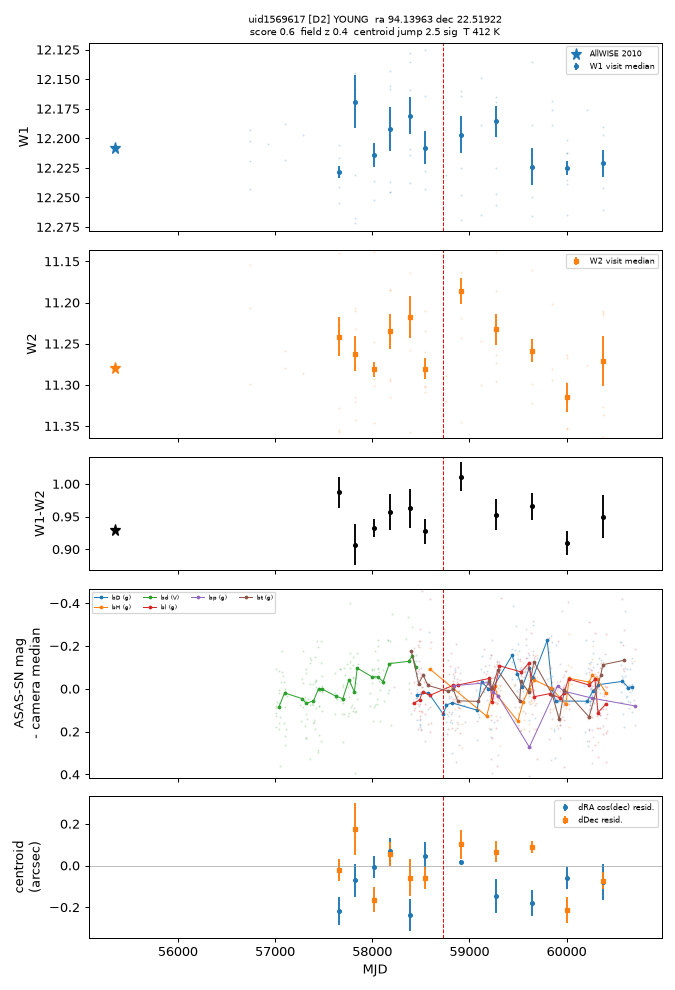 uid1569617 [D2] YOUNG ra 94.13963 dec 22.51922
score 0.6 field z 0.4 centroid jump 2.5 sig T 412 K
12.125
12.150
12.175
12.200
12.225
12.250
12.275
W1
AllWISE 2010
W1 visit median
11.15
11.20
11.25
11.30
11.35
W2
W2 visit median
1.00
0.95
0.90
W1-W2
−0.4
−0.2
0.0
0.2
0.4
ASAS-SN mag
- camera median
bD (g)
bd (V)
bp (g)
bt (g)
bH (g)
bl (g)
0.2
0.0
−0.2
centroid
(arcsec)
dRA cos(dec) resid.
dDec resid.
56000
57000
58000
59000
60000
MJD